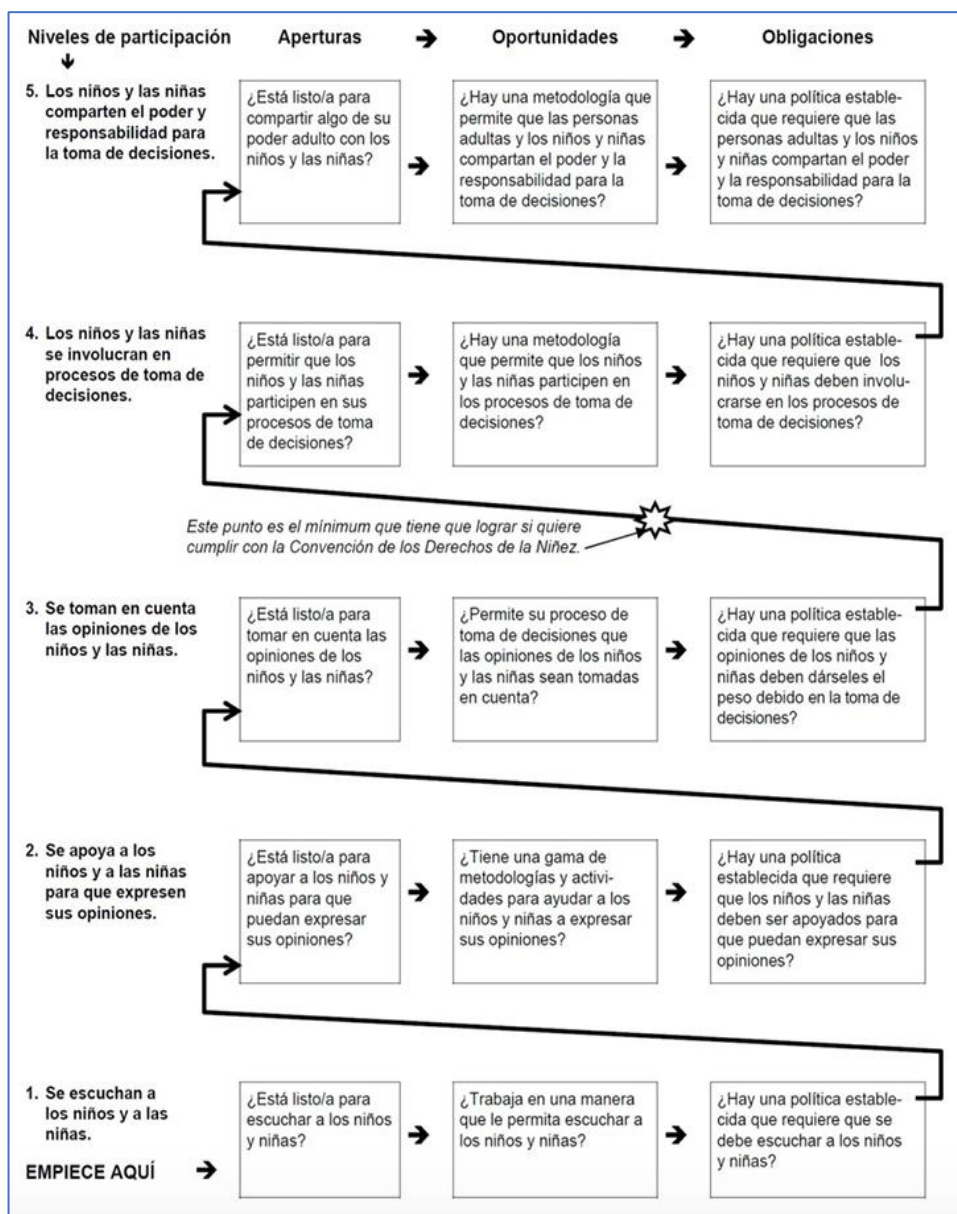 Niveles de participación Aperturas → Oportunidades → Obligaciones
5. Los niños y las niñas
comparten el poder y
responsabilidad para
la toma de decisiones.
¿Está listo/a para
compartir algo de su
poder adulto con los
niños y las niñas?
¿Hay una metodología que
permite que las personas
adultas y los niños y niñas
compartan el poder y la
responsabilidad para la
toma de decisiones?
¿Hay una política estable-
cida que requiere que las
personas adultas y los niños
y niñas compartan el poder
y la responsabilidad para la
toma de decisiones?
4. Los niños y las niñas
se involucran en
procesos de toma de
decisiones.
¿Está listo/a para
permitir que los
niños y las niñas
participen en sus
procesos de toma
de decisiones?
¿Hay una metodología
que permite que los niños
y las niñas participen en
los procesos de toma de
decisiones?
¿Hay una política estable-
cida que requiere que los
niños y niñas deben involu-
crarse en los procesos de
toma de decisiones?
Este punto es el mínimum que tiene que lograr si quiere
cumplir con la Convención de los Derechos de la Niñez.
3. Se toman en cuenta
las opiniones de los
niños y las niñas.
¿Está listo/a para
tomar en cuenta las
opiniones de los
niños y las niñas?
¿Permite su proceso de
toma de decisiones que
las opiniones de los niños
y las niñas sean tomadas
en cuenta?
¿Hay una política estable-
cida que requiere que las
opiniones de los niños y
niñas deben dárseles el
peso debido en la toma de
decisiones?
2. Se apoya a los
niños y a las niñas
para que expresen
sus opiniones.
¿Está listo/a para
apoyar a los niños y
niñas para que
puedan expresar
sus opiniones?
¿Tiene una gama de
metodologías y activi-
dades para ayudar a los
niños y niñas a expresar
sus opiniones?
¿Hay una política
establecida que requiere
que los niños y las niñas
deben ser apoyados para
que puedan expresar sus
opiniones?
1. Se escuchan a
los niños y a las
niñas.
EMPIECE AQUÍ →
¿Está listo/a para
escuchar a los niños
y niñas?
¿Trabaja en una manera
que le permita escuchar a
los niños y niñas?
¿Hay una política estable-
cida que requiere que se
debe escuchar a los niños
y niñas?